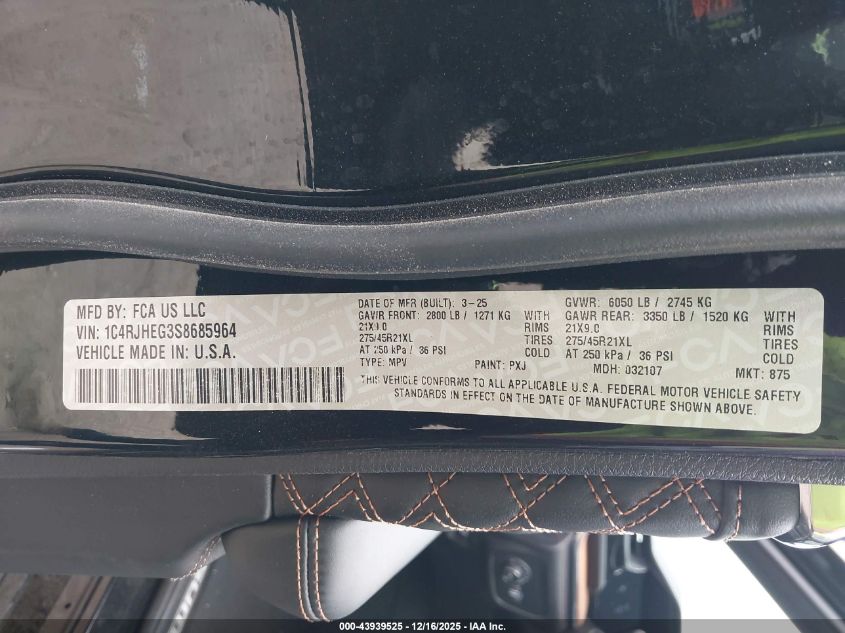 MFD BY: FCA US LLC
VIN: 1C4RJHEG3S8685964
VEHICLE MADE IN: U.S.A.
DATE OF MFR (BUILT): 3-25
GAWR FRONT: 2800 LB / 1271 KG WITH
21X9.0 RIMS
275/45R21XL TIRES
AT 250 kPa / 36 PSI COLD
TYPE: MPV PAINT: PXJ
GVWR: 6050 LB / 2745 KG
GAWR REAR: 3350 LB / 1520 KG WITH
21X9.0 RIMS
275/45R21XL TIRES
AT 250 kPa / 36 PSI COLD
MDH: 032107 MKT: 875
THIS VEHICLE CONFORMS TO ALL APPLICABLE U.S.A. FEDERAL MOTOR VEHICLE SAFETY
STANDARDS IN EFFECT ON THE DATE OF MANUFACTURE SHOWN ABOVE.
000-43939525 - 12/16/2025 - IAA Inc.